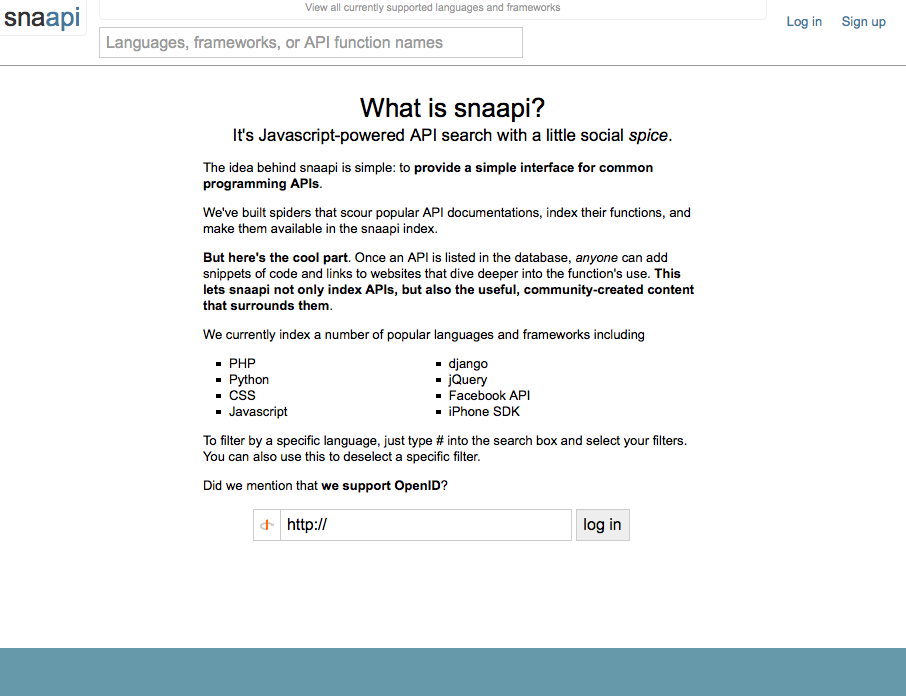 snaapi
View all currently supported languages and frameworks
Languages, frameworks, or API function names
Log in
Sign up
What is snaapi?
It's Javascript-powered API search with a little social spice.
The idea behind snaapi is simple: to provide a simple interface for common
programming APIs.
We've built spiders that scour popular API documentations, index their functions, and
make them available in the snaapi index.
But here's the cool part. Once an API is listed in the database, anyone can add
snippets of code and links to websites that dive deeper into the function's use. This
lets snaapi not only index APIs, but also the useful, community-created content
that surrounds them.
We currently index a number of popular languages and frameworks including
PHP
Python
CSS
Javascript
django
jQuery
Facebook API
iPhone SDK
To filter by a specific language, just type # into the search box and select your filters.
You can also use this to deselect a specific filter.
Did we mention that we support OpenID?
http://
log in